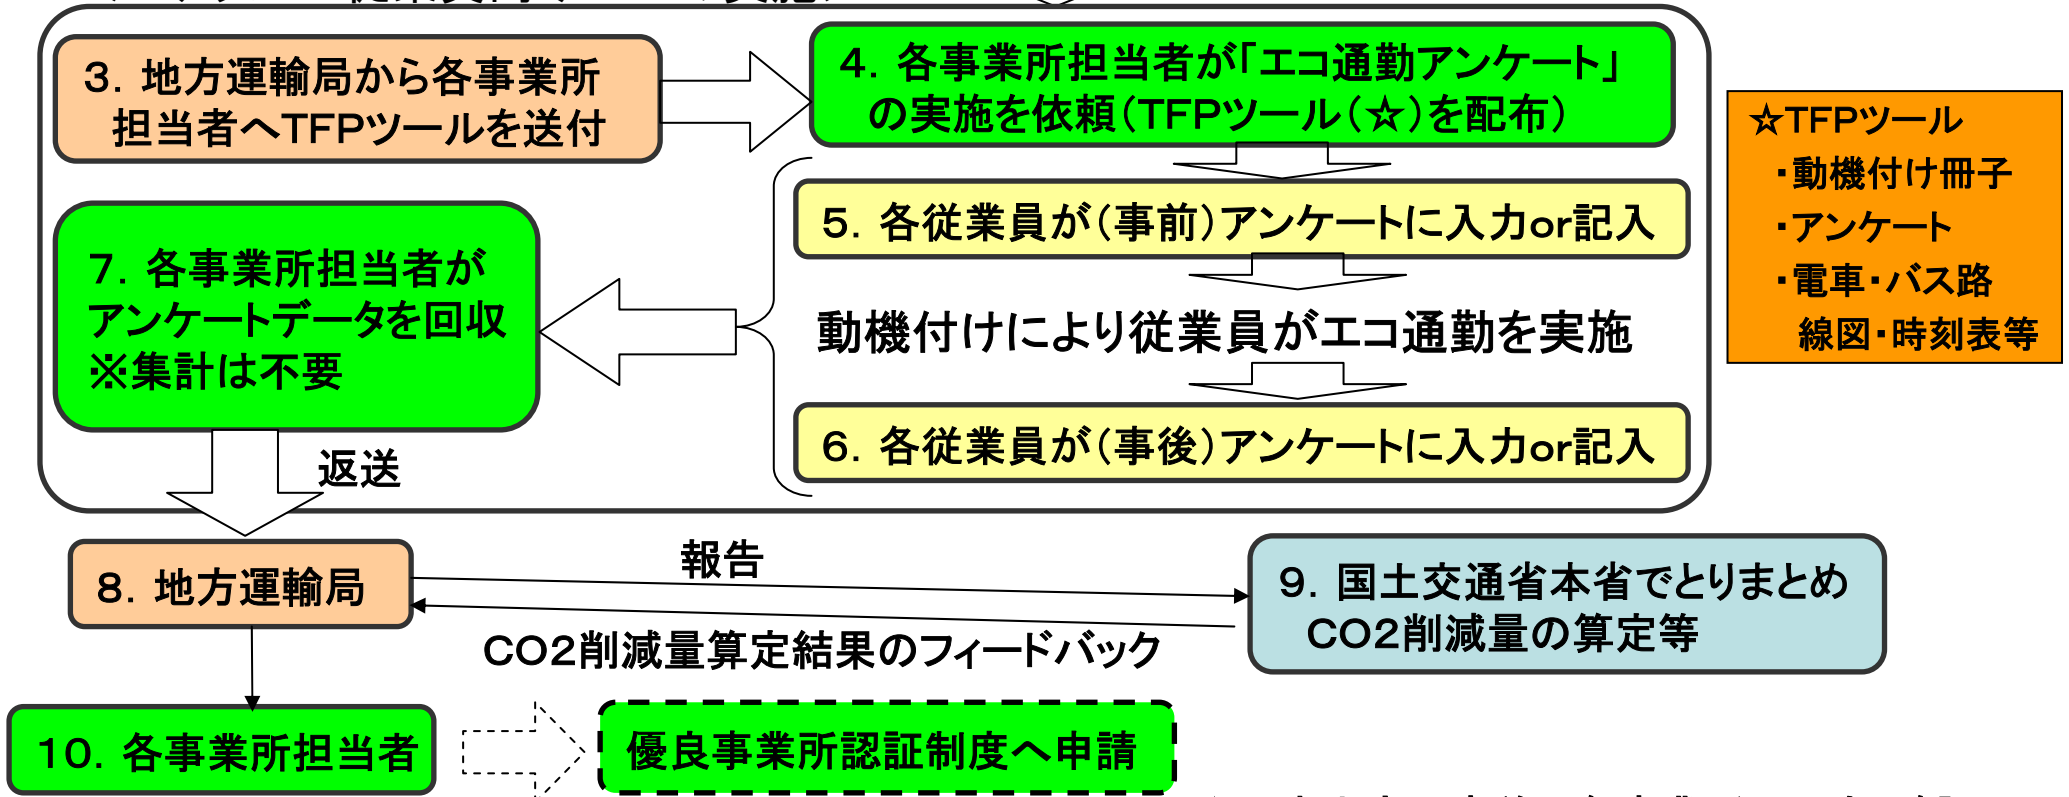 ３．地方運輸局から各事業所
担当者へTFPツールを送付
４．各事業所担当者が「エコ通勤アンケート」
の実施を依頼（TFPツール（☆）を配布）
☆TFPツール
・動機付け冊子
・アンケート
・電車・バス路
線図・時刻表等
５．各従業員が（事前）アンケートに入力or記入
動機付けにより従業員がエコ通勤を実施
６．各従業員が（事後）アンケートに入力or記入
７．各事業所担当者が
アンケートデータを回収
※集計は不要
返送
８．地方運輸局
報告
９．国土交通省本省でとりまとめ
CO2削減量の算定等
CO2削減量算定結果のフィードバック
１０．各事業所担当者
優良事業所認証制度へ申請